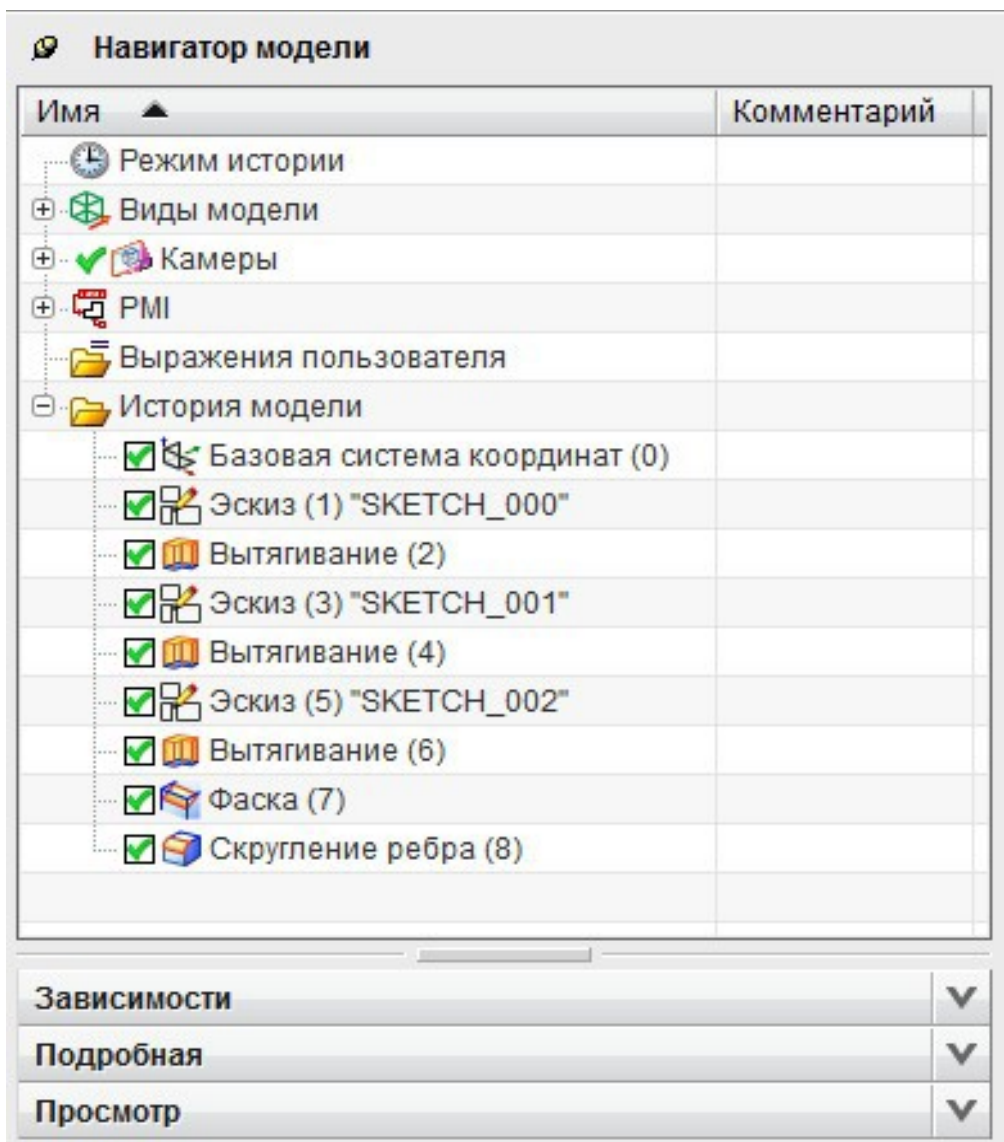 Навигатор модели
Имя Комментарий
Режим истории
Виды модели
Камеры
PMI
Выражения пользователя
История модели
Базовая система координат (0)
Эскиз (1) "SKETCH_000"
Вытягивание (2)
Эскиз (3) "SKETCH_001"
Вытягивание (4)
Эскиз (5) "SKETCH_002"
Вытягивание (6)
Фаска (7)
Скругление ребра (8)
Зависимости
Подробная
Просмотр